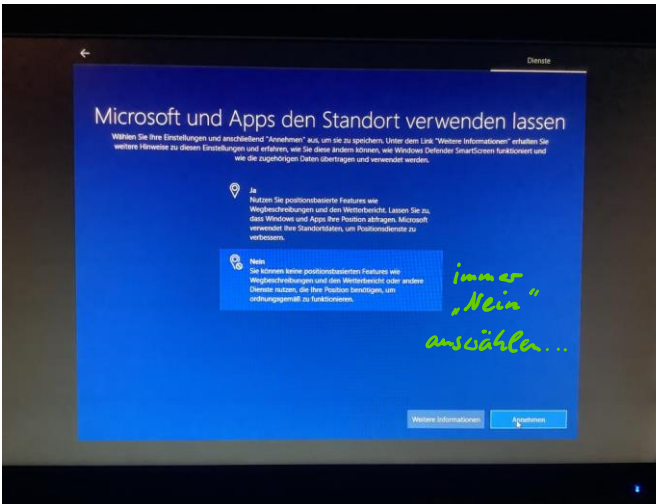 Dienste
Microsoft und Apps den Standort verwenden lassen
Wählen Sie Ihre Einstellungen und anschließend "Annehmen" aus, um sie zu speichern. Unter dem Link "Weitere Informationen" erhalten Sie
weitere Hinweise zu diesen Einstellungen und erfahren, wie Sie diese ändern können, wie Windows Defender SmartScreen funktioniert und
wie die zugehörigen Daten übertragen und verwendet werden.
Ja
Nutzen Sie positionsbasierte Features wie
Wegbeschreibungen und den Wetterbericht. Lassen Sie zu,
dass Windows und Apps Ihre Position abfragen. Microsoft
verwendet Ihre Standortdaten, um Positionsdienste zu
verbessern.
Nein
Sie können keine positionsbasierten Features wie
Wegbeschreibungen und den Wetterbericht oder andere
Dienste nutzen, die Ihre Position benötigen, um
ordnungsgemäß zu funktionieren.
immer
„Nein“
auswählen...
Weitere Informationen
Annehmen